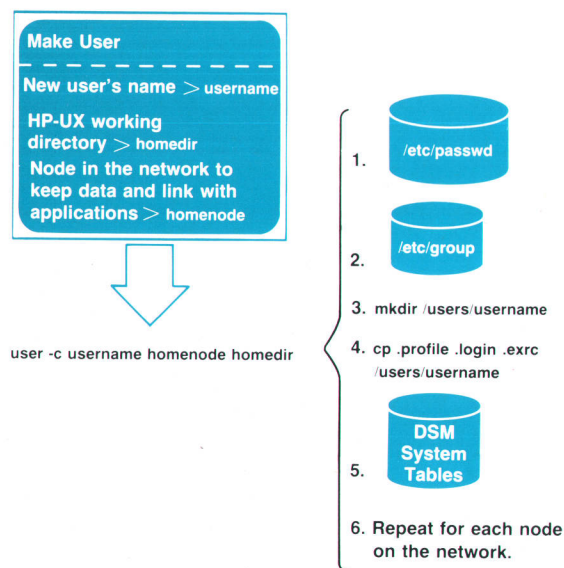 Make User
New user's name > username
HP-UX working
directory > homedir
Node in the network to
keep data and link with
applications > homenode
user -c username homenode homedir
1. /etc/passwd
2. /etc/group
3. mkdir /users/username
4. cp .profile .login .exrc
/users/username
5. DSM
System
Tables
6. Repeat for each node
on the network.